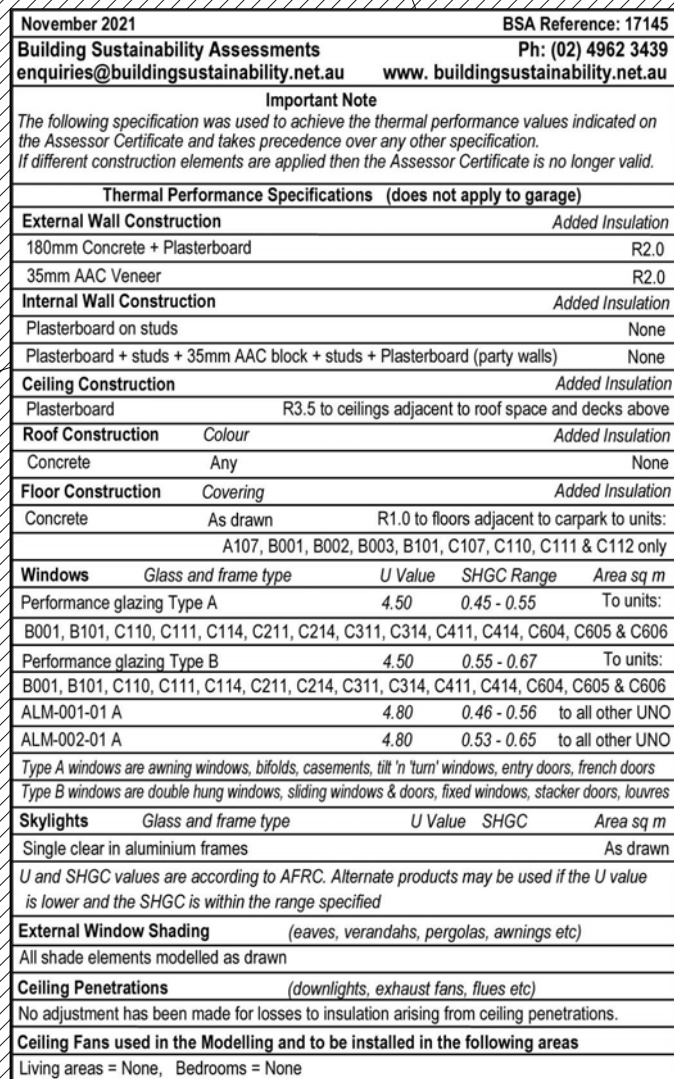 November 2021 BSA Reference: 17145
Building Sustainability Assessments Ph: (02) 4962 3439
enquiries@buildingsustainability.net.au www. buildingsustainability.net.au
Important Note
The following specification was used to achieve the thermal performance values indicated on
the Assessor Certificate and takes precedence over any other specification.
If different construction elements are applied then the Assessor Certificate is no longer valid.
Thermal Performance Specifications (does not apply to garage)
External Wall Construction Added Insulation
180mm Concrete + Plasterboard R2.0
35mm AAC Veneer R2.0
Internal Wall Construction Added Insulation
Plasterboard on studs None
Plasterboard + studs + 35mm AAC block + studs + Plasterboard (party walls) None
Ceiling Construction Added Insulation
Plasterboard R3.5 to ceilings adjacent to roof space and decks above
Roof Construction Colour Added Insulation
Concrete Any None
Floor Construction Covering Added Insulation
Concrete As drawn R1.0 to floors adjacent to carpark to units:
A107, B001, B002, B003, B101, C107, C110, C111 & C112 only
Windows Glass and frame type U Value SHGC Range Area sq m
Performance glazing Type A 4.50 0.45 - 0.55 To units:
B001, B101, C110, C111, C114, C211, C214, C311, C314, C411, C414, C604, C605 & C606
Performance glazing Type B 4.50 0.55 - 0.67 To units:
B001, B101, C110, C111, C114, C211, C214, C311, C314, C411, C414, C604, C605 & C606
ALM-001-01 A 4.80 0.46 - 0.56 to all other UNO
ALM-002-01 A 4.80 0.53 - 0.65 to all other UNO
Type A windows are awning windows, bifolds, casements, tilt 'n 'turn' windows, entry doors, french doors
Type B windows are double hung windows, sliding windows & doors, fixed windows, stacker doors, louvres
Skylights Glass and frame type U Value SHGC Area sq m
Single clear in aluminium frames As drawn
U and SHGC values are according to AFRC. Alternate products may be used if the U value
is lower and the SHGC is within the range specified
External Window Shading (eaves, verandahs, pergolas, awnings etc)
All shade elements modelled as drawn
Ceiling Penetrations (downlights, exhaust fans, flues etc)
No adjustment has been made for losses to insulation arising from ceiling penetrations.
Ceiling Fans used in the Modelling and to be installed in the following areas
Living areas = None, Bedrooms = None